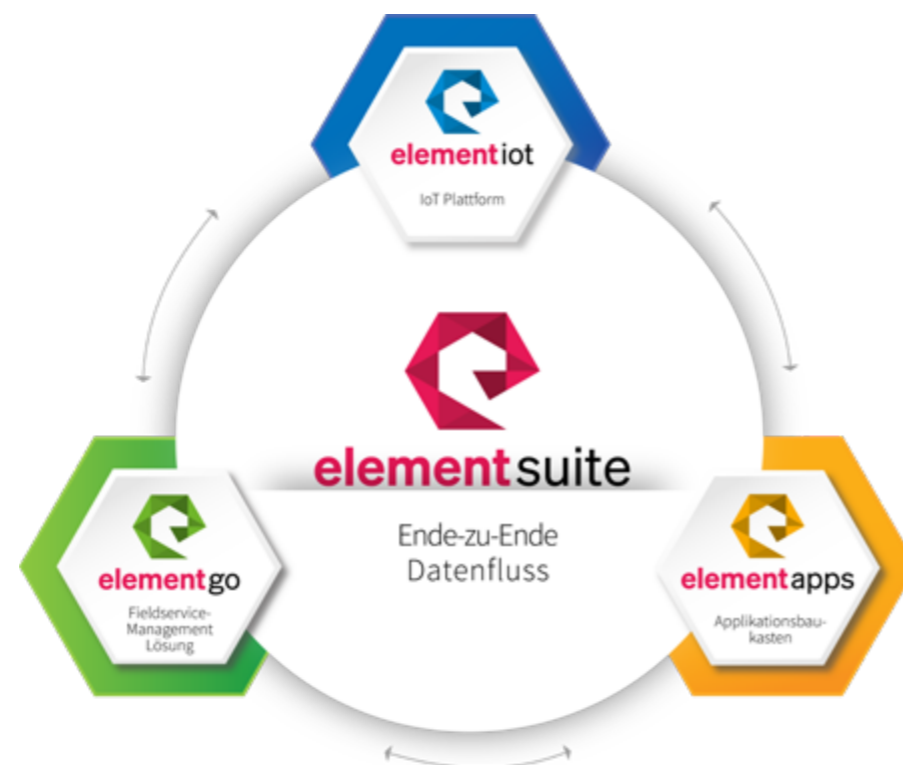 elementiot
IoT Plattform
elementsuite
Ende-zu-Ende
Datenfluss
elementgo
Fieldservice-
Management
Lösung
elementapps
Applikationsbau-
kasten